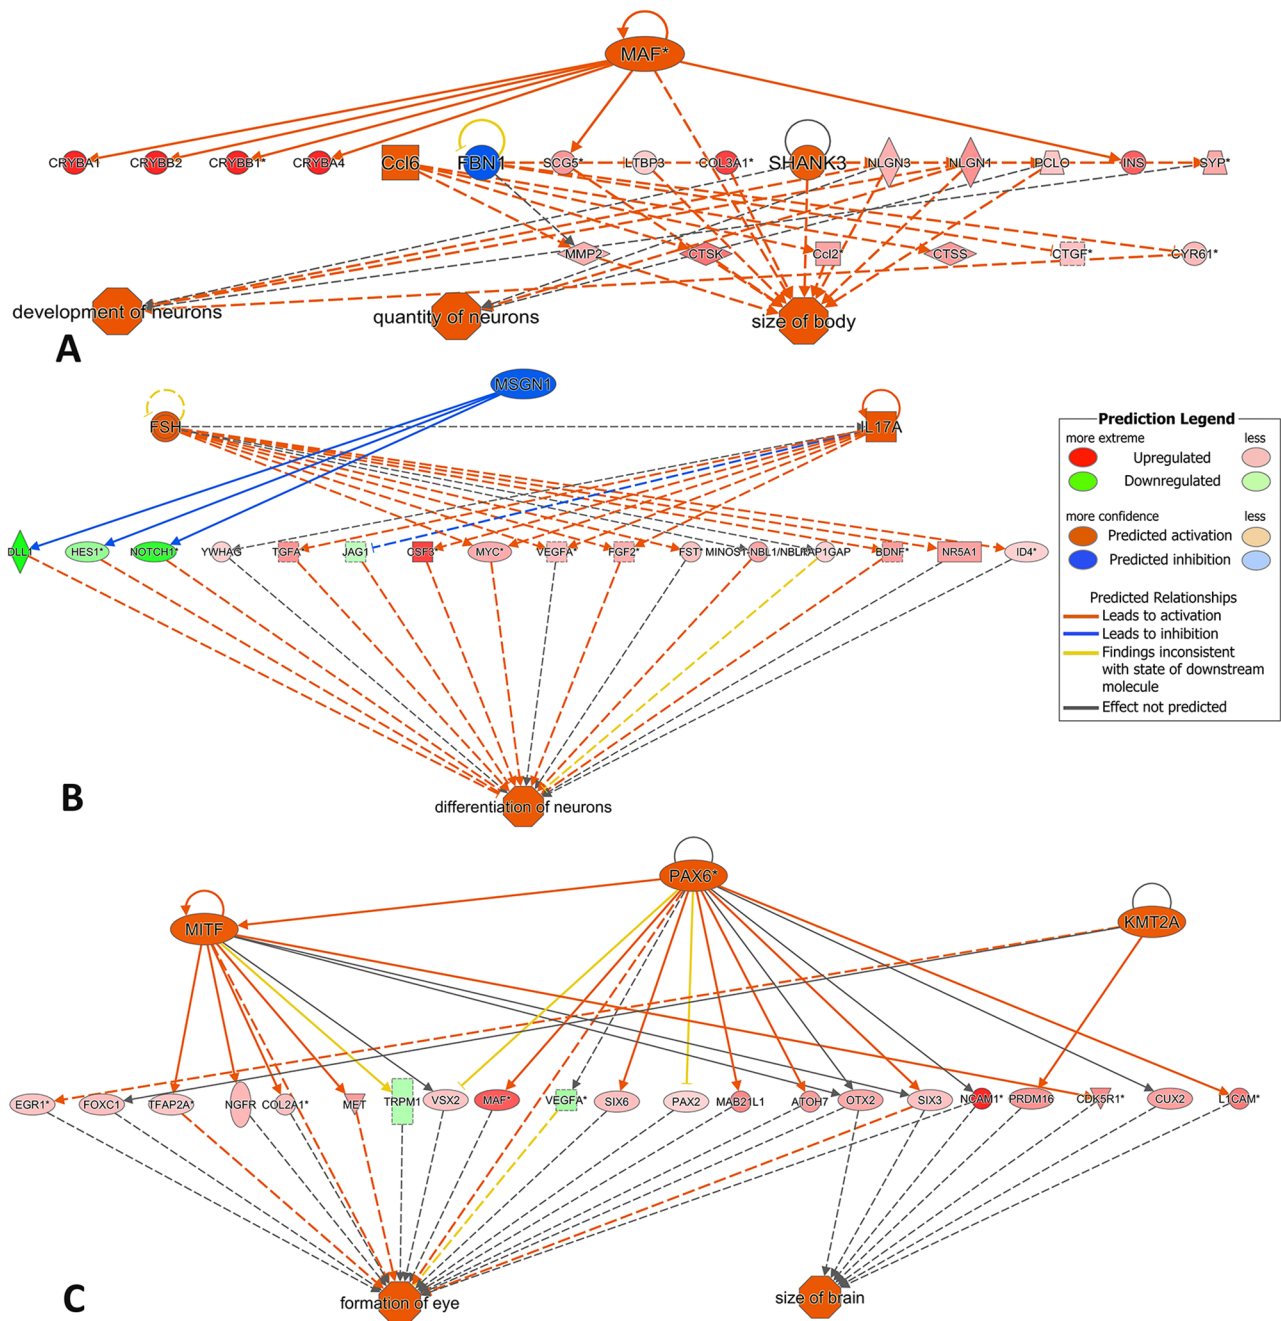 MAF*
CRYBA1 CRYBB2 CRYBB1* CRYBA4 Ccl6 FBN1 SCG5* LTBP3 COL3A1* SHANK3 NLGN3 NLGN1 PCLO INS SYP*
MMP2 CTSK Ccl2* CTSS CTGF* CYR61*
development of neurons quantity of neurons size of body
A
MSGN1
FSH IL17A
DLL1 HES1* NOTCH1* YWHAG TGFA* JAG1* CSF3* MYC* VEGFA* FGF2* FST* MINOS1-NBL1/NBL1 RAP1GAP BDNF* NR5A1 ID4*
differentiation of neurons
B
Prediction Legend
more extreme less
Upregulated
Downregulated
more confidence less
Predicted activation
Predicted inhibition
Predicted Relationships
Leads to activation
Leads to inhibition
Findings inconsistent
with state of downstream
molecule
Effect not predicted
PAX6*
MITF KMT2A
EGR1* FOXC1 TFAP2A* NGFR COL2A1* MET TRPM1 VSX2 MAF* VEGFA* SIX6 PAX2 MAB21L1 ATOH7 OTX2 SIX3 NCAM1* PRDM16 CDK5R1* CUX2 L1CAM*
formation of eye size of brain
C